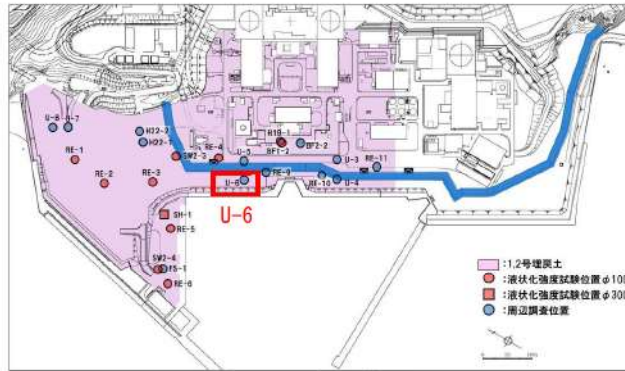 U-8 U-7
H22-2
H22-7
RE-1
RE-2
RE-3
SW2-3
RE-4
U-5
H19-1
BF1-2
BF2-2
U-3
RE-11
RE-9
RE-10
U-4
U-6
U-6
SH-1
RE-5
SW2-4
RE-6
:1,2号埋戻土
:液状化強度試験位置φ100
:液状化強度試験位置φ300
:周辺調査位置